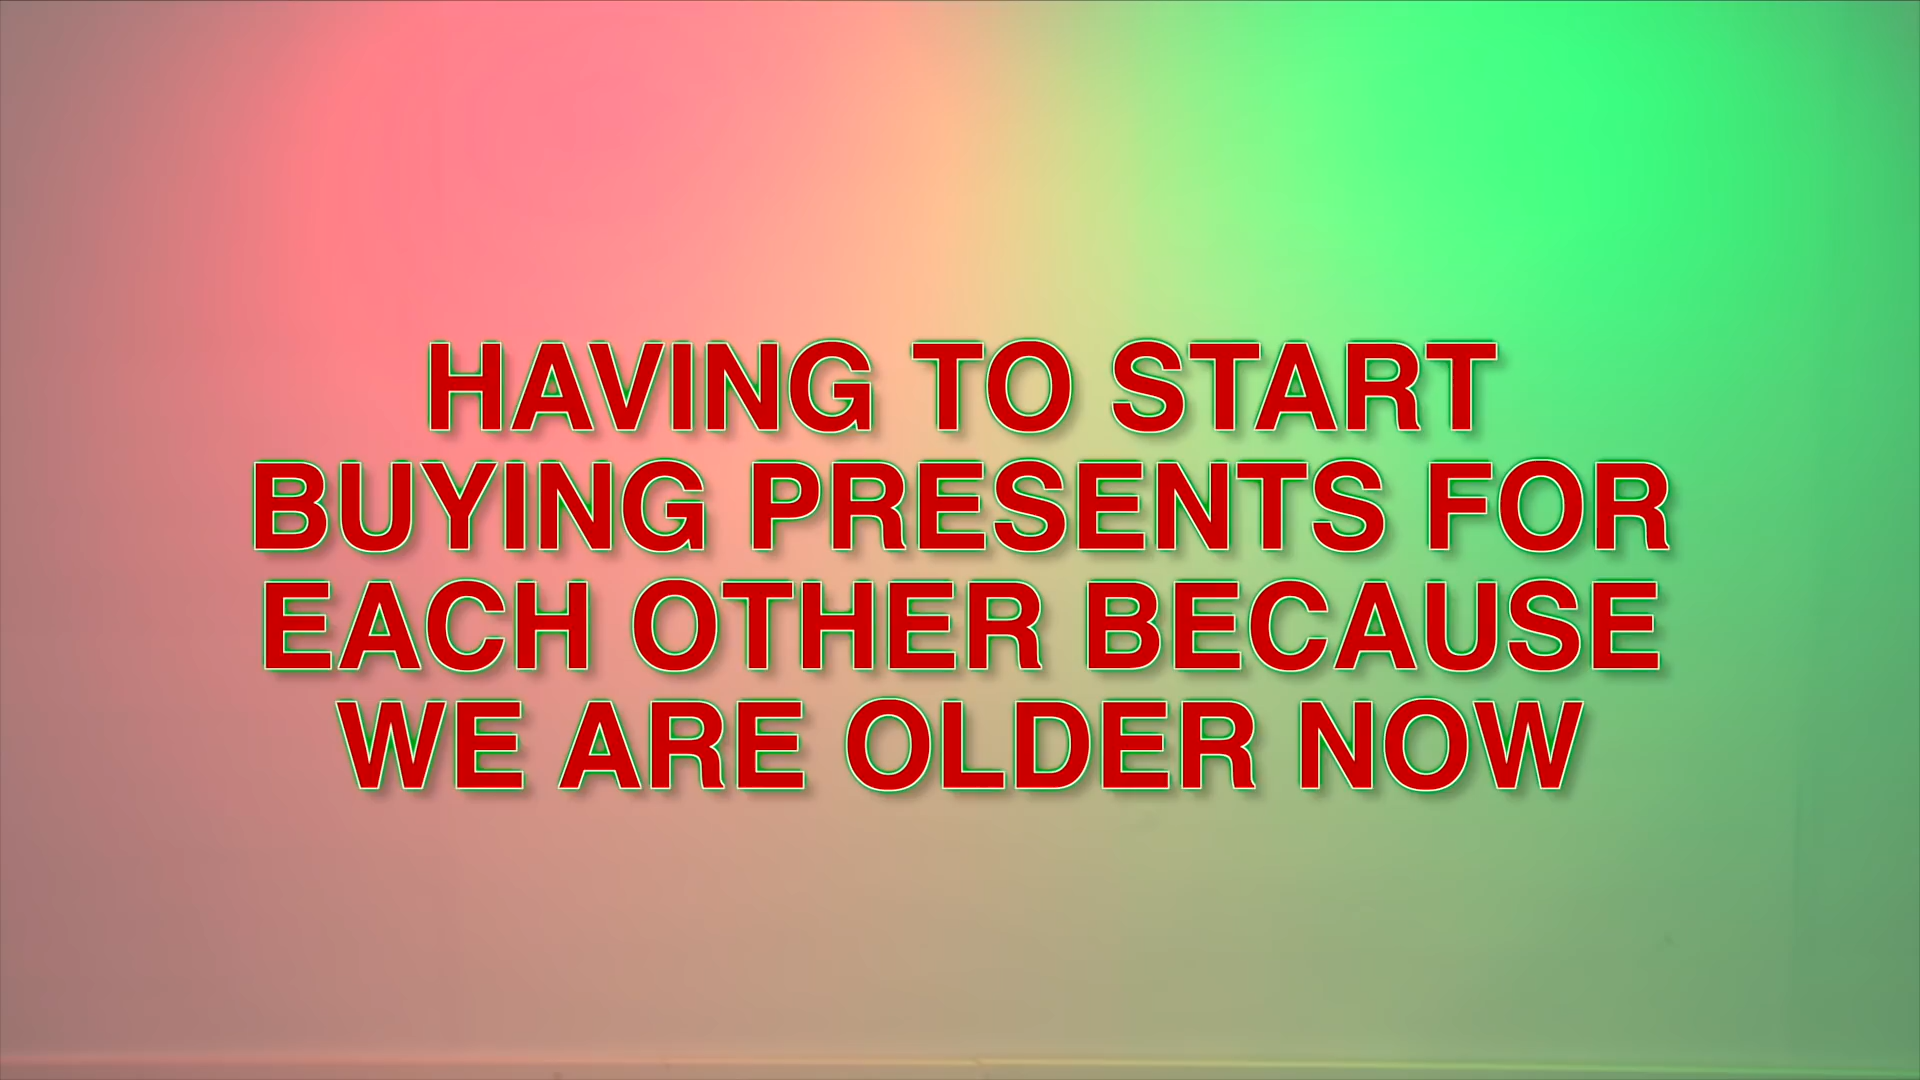 HAVING TO START
BUYING PRESENTS FOR
EACH OTHER BECAUSE
WE ARE OLDER NOW